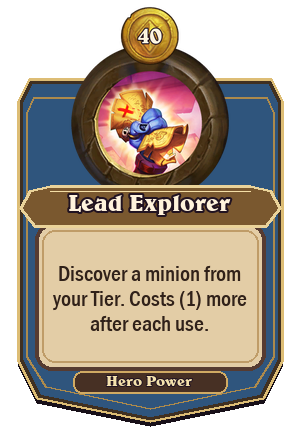 40
Lead Explorer
Discover a minion from
your Tier. Costs (1) more
after each use.
Hero Power